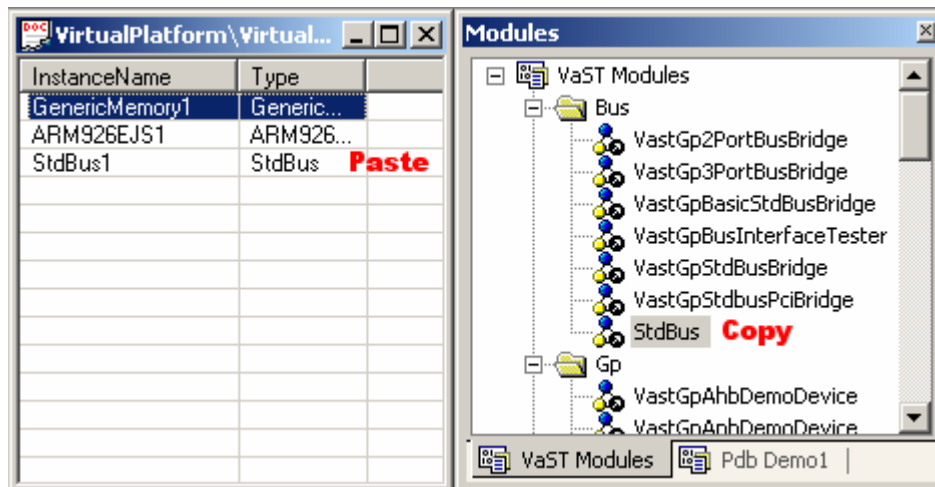 VirtualPlatform\Virtual...
InstanceName Type
GenericMemory1 Generic...
ARM926EJS1 ARM926...
StdBus1 StdBus Paste
Modules
VaST Modules
Bus
VastGp2PortBusBridge
VastGp3PortBusBridge
VastGpBasicStdBusBridge
VastGpBusInterfaceTester
VastGpStdBusBridge
VastGpStdbusPciBridge
StdBus Copy
Gp
VastGpAhbDemoDevice
VastGpApbDemoDevice
VaST Modules Pdb Demo1